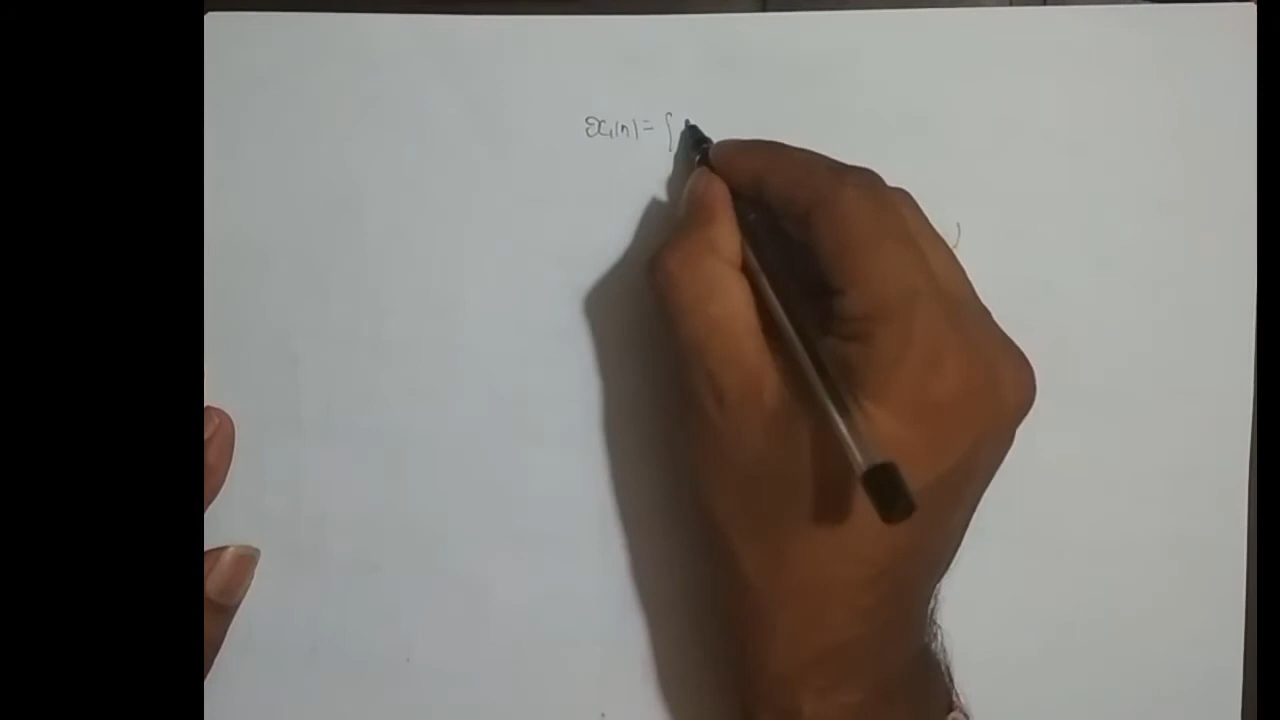 x₁(n) = {